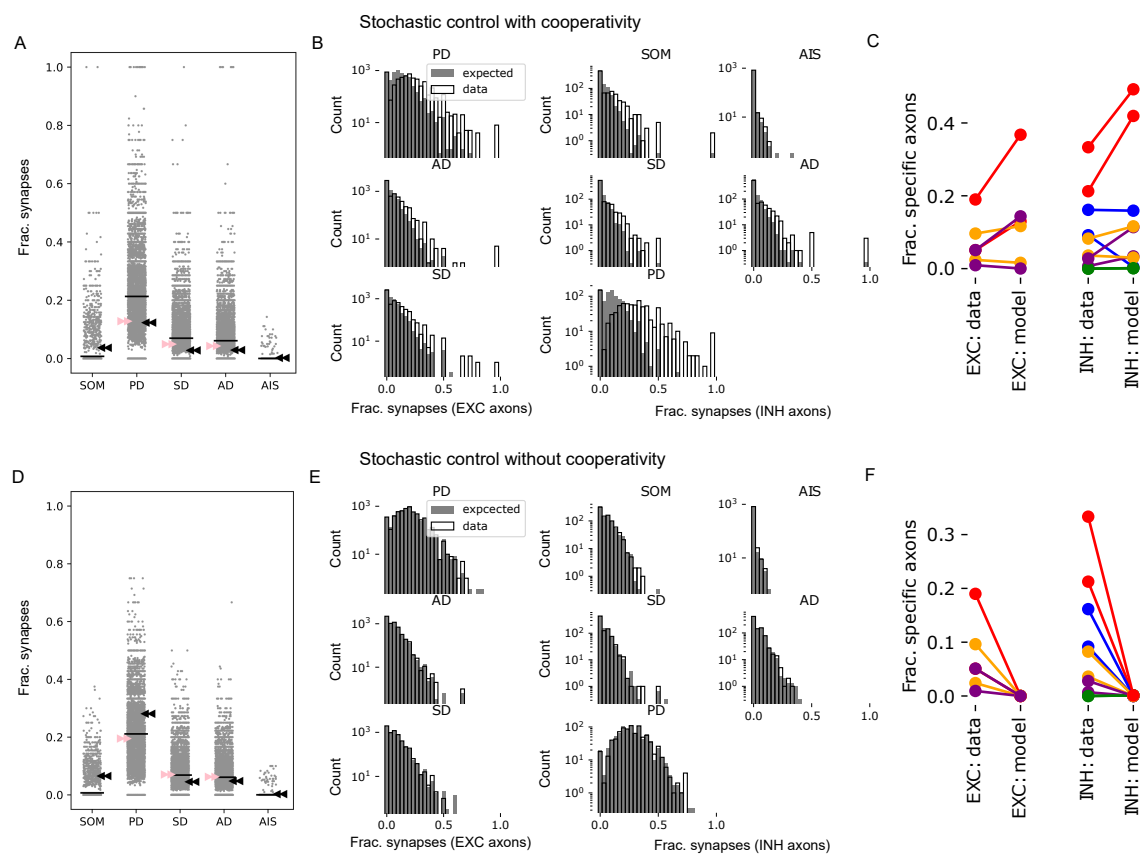 Stochastic control with cooperativity
A
B
C
PD
SOM
AIS
expected
data
AD
SD
AD
SD
PD
1.0
0.8
0.6
0.4
0.2
0.0
Frac. synapses
SOM PD SD AD AIS
10³
10¹
Count
10³
10¹
Count
10³
10¹
Count
0.0 0.5 1.0
Frac. synapses (EXC axons)
10²
10¹
10⁰
Count
10²
10¹
10⁰
Count
10²
10¹
10⁰
Count
0.0 0.5 1.0
Frac. synapses (INH axons)
10³
10¹
10²
10¹
10⁰
0.0 0.5 1.0
0.4
0.2
0.0
Frac. specific axons
EXC: data
EXC: model
INH: data
INH: model
Stochastic control without cooperativity
D
E
F
PD
SOM
AIS
expcected
data
AD
SD
AD
SD
PD
1.0
0.8
0.6
0.4
0.2
0.0
Frac. synapses
SOM PD SD AD AIS
10³
10¹
Count
10³
10¹
Count
10³
10¹
Count
0.0 0.5 1.0
Frac. synapses (EXC axons)
10²
10⁰
Count
10²
10¹
10⁰
Count
10²
10¹
10⁰
Count
0.0 0.5 1.0
Frac. synapses (INH axons)
10³
10¹
10²
10¹
10⁰
0.0 0.5 1.0
0.3
0.2
0.1
0.0
Frac. specific axons
EXC: data
EXC: model
INH: data
INH: model